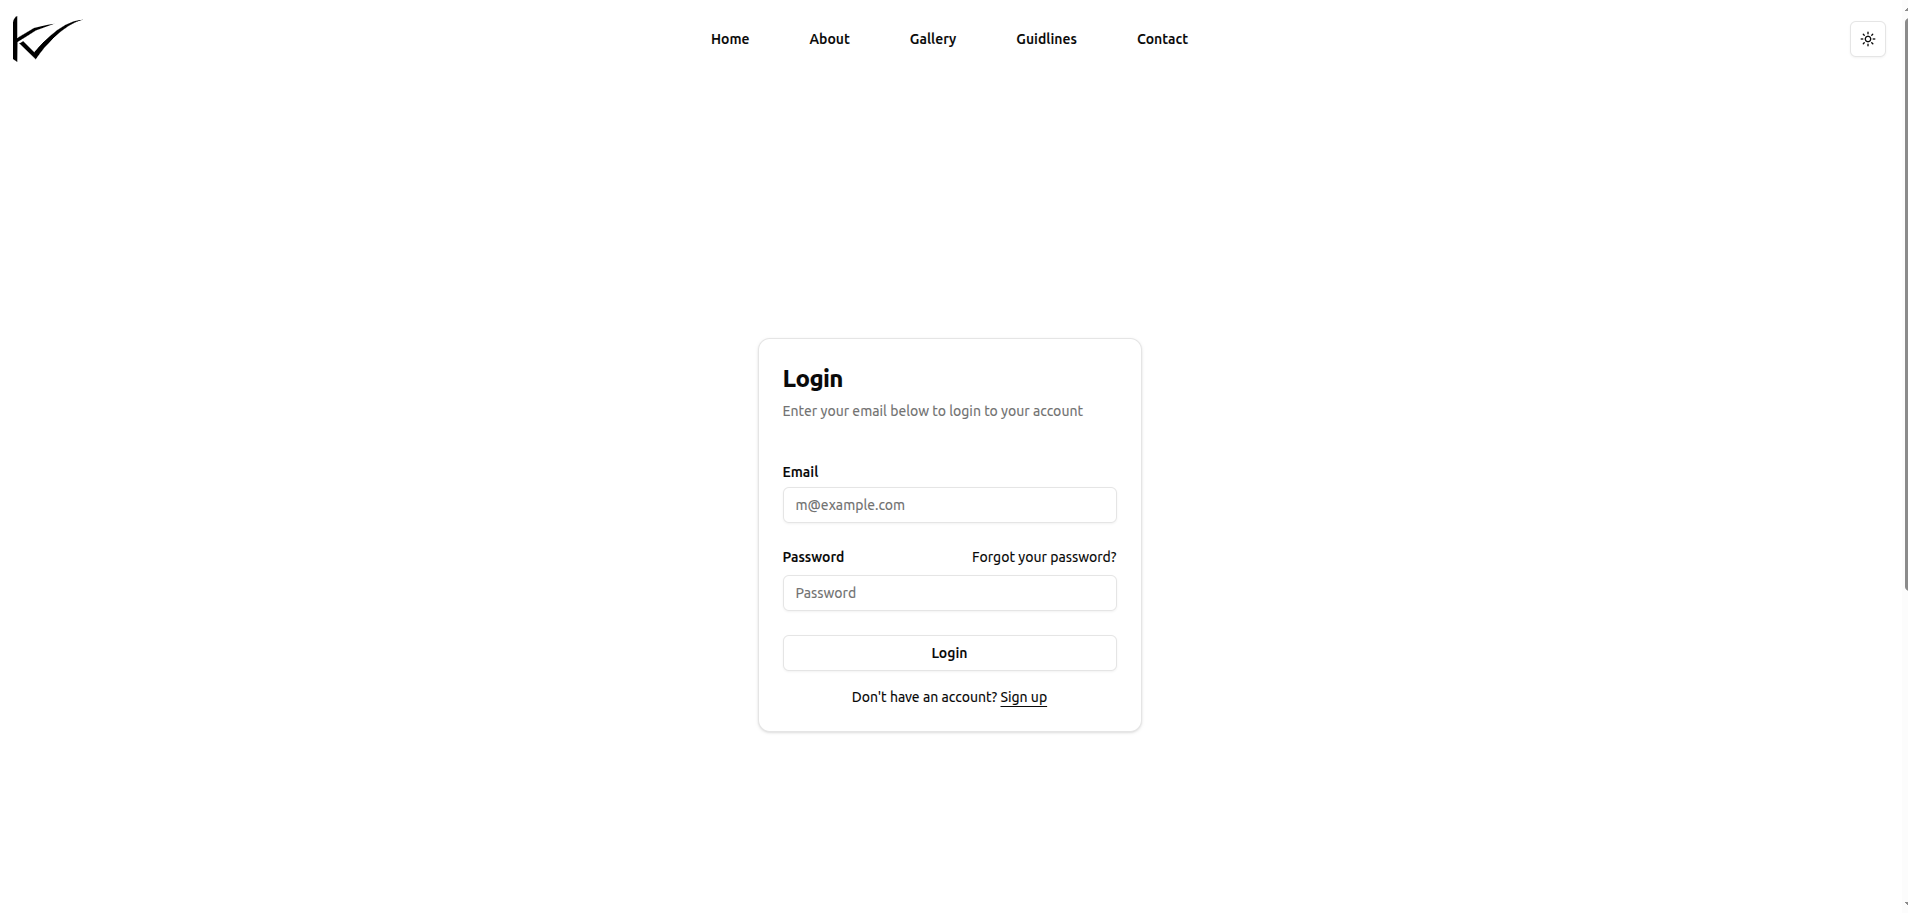 Home About Gallery Guidlines Contact
Login
Enter your email below to login to your account
Email
m@example.com
Password Forgot your password?
Password
Login
Don't have an account? Sign up